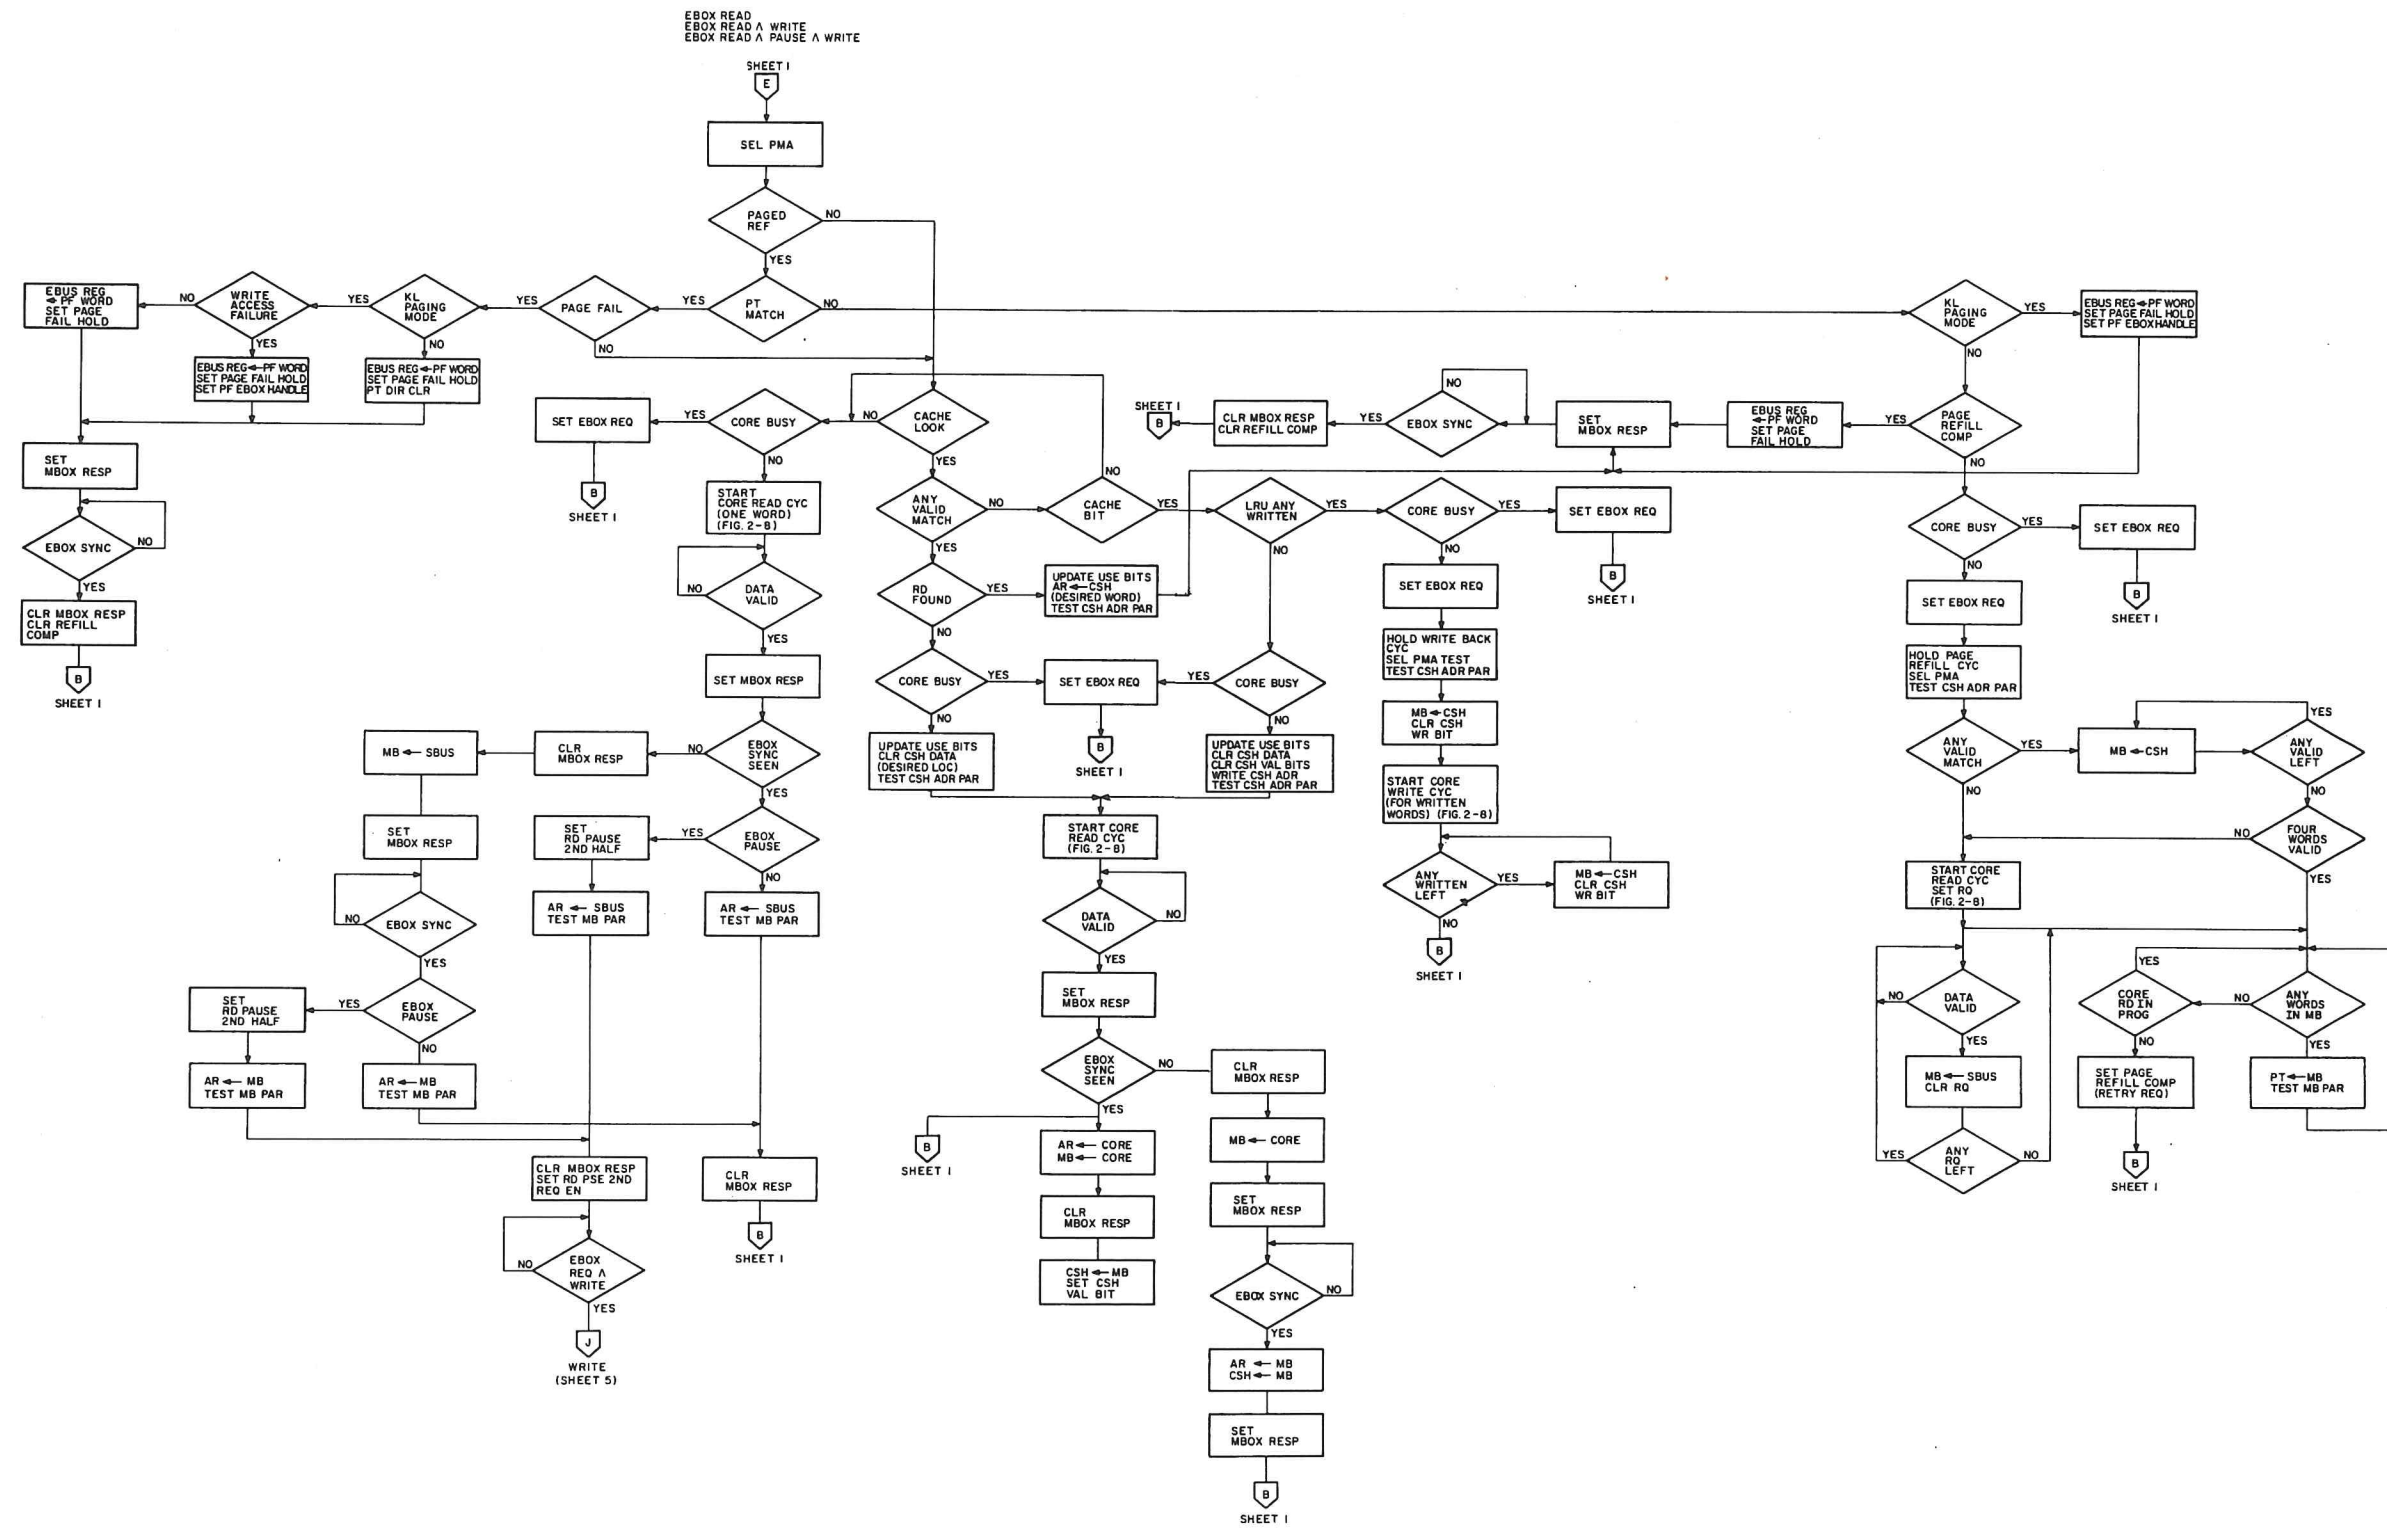 EBOX READ
EBOX READ ∧ WRITE
EBOX READ ∧ PAUSE ∧ WRITE
SHEET 1
E
SEL PMA
PAGED
REF
NO
YES
EBUS REG
← PF WORD
SET PAGE
FAIL HOLD
NO
WRITE
ACCESS
FAILURE
YES
YES
KL
PAGING
MODE
NO
YES
PAGE FAIL
NO
YES
PT
MATCH
NO
KL
PAGING
MODE
YES
NO
EBUS REG←PF WORD
SET PAGE FAIL HOLD
SET PF EBOX HANDLE
EBUS REG←PF WORD
SET PAGE FAIL HOLD
SET PF EBOX HANDLE
EBUS REG←PF WORD
SET PAGE FAIL HOLD
PT DIR CLR
SET
MBOX RESP
EBOX SYNC
NO
YES
CLR MBOX RESP
CLR REFILL
COMP
B
SHEET 1
SET EBOX REQ
B
SHEET 1
YES
CORE BUSY
NO
NO
CACHE
LOOK
YES
SHEET 1
B
CLR MBOX RESP
CLR REFILL COMP
YES
EBOX SYNC
NO
SET
MBOX RESP
EBUS REG
← PF WORD
SET PAGE
FAIL HOLD
YES
PAGE
REFILL
COMP
NO
START
CORE READ CYC
(ONE WORD)
(FIG. 2-8)
ANY
VALID
MATCH
NO
YES
NO
CACHE
BIT
YES
LRU ANY
WRITTEN
YES
NO
CORE BUSY
YES
NO
SET EBOX REQ
B
SHEET 1
CORE BUSY
YES
NO
SET EBOX REQ
B
SHEET 1
NO
DATA
VALID
YES
RD
FOUND
YES
NO
UPDATE USE BITS
AR←CSH
(DESIRED WORD)
TEST CSH ADR PAR
SET EBOX REQ
SET EBOX REQ
SET MBOX RESP
CORE BUSY
YES
NO
SET EBOX REQ
B
SHEET 1
YES
CORE BUSY
NO
HOLD WRITE BACK
CYC
SEL PMA TEST
TEST CSH ADR PAR
HOLD PAGE
REFILL CYC
SEL PMA
TEST CSH ADR PAR
MB ← SBUS
CLR
MBOX RESP
NO
EBOX
SYNC
SEEN
YES
UPDATE USE BITS
CLR CSH DATA
(DESIRED LOC)
TEST CSH ADR PAR
UPDATE USE BITS
CLR CSH DATA
CLR CSH VAL BITS
WRITE CSH ADR
TEST CSH ADR PAR
MB←CSH
CLR CSH
WR BIT
ANY
VALID
MATCH
YES
NO
MB←CSH
YES
ANY
VALID
LEFT
NO
SET
MBOX RESP
SET
RD PAUSE
2ND HALF
YES
EBOX
PAUSE
NO
START CORE
READ CYC
(FIG. 2-8)
START CORE
WRITE CYC
(FOR WRITTEN
WORDS) (FIG. 2-8)
NO
FOUR
WORDS
VALID
YES
NO
EBOX SYNC
YES
AR ← SBUS
TEST MB PAR
AR ← SBUS
TEST MB PAR
DATA
VALID
NO
YES
ANY
WRITTEN
LEFT
YES
NO
MB←CSH
CLR CSH
WR BIT
B
SHEET 1
START CORE
READ CYC
SET RQ
(FIG. 2-8)
SET
RD PAUSE
2ND HALF
YES
EBOX
PAUSE
NO
SET
MBOX RESP
NO
DATA
VALID
YES
YES
CORE
RD IN
PROG
NO
NO
ANY
WORDS
IN MB
YES
AR ← MB
TEST MB PAR
AR ← MB
TEST MB PAR
EBOX
SYNC
SEEN
NO
YES
CLR
MBOX RESP
MB←SBUS
CLR RQ
SET PAGE
REFILL COMP
(RETRY REQ)
PT←MB
TEST MB PAR
B
SHEET 1
AR← CORE
MB← CORE
MB← CORE
YES
ANY
RQ
LEFT
NO
B
SHEET 1
CLR MBOX RESP
SET RD PSE 2ND
REQ EN
CLR
MBOX RESP
CLR
MBOX RESP
SET
MBOX RESP
B
SHEET 1
NO
EBOX
REQ ∧
WRITE
YES
CSH←MB
SET CSH
VAL BIT
EBOX SYNC
NO
YES
J
WRITE
(SHEET 5)
AR ← MB
CSH← MB
SET
MBOX RESP
B
SHEET 1